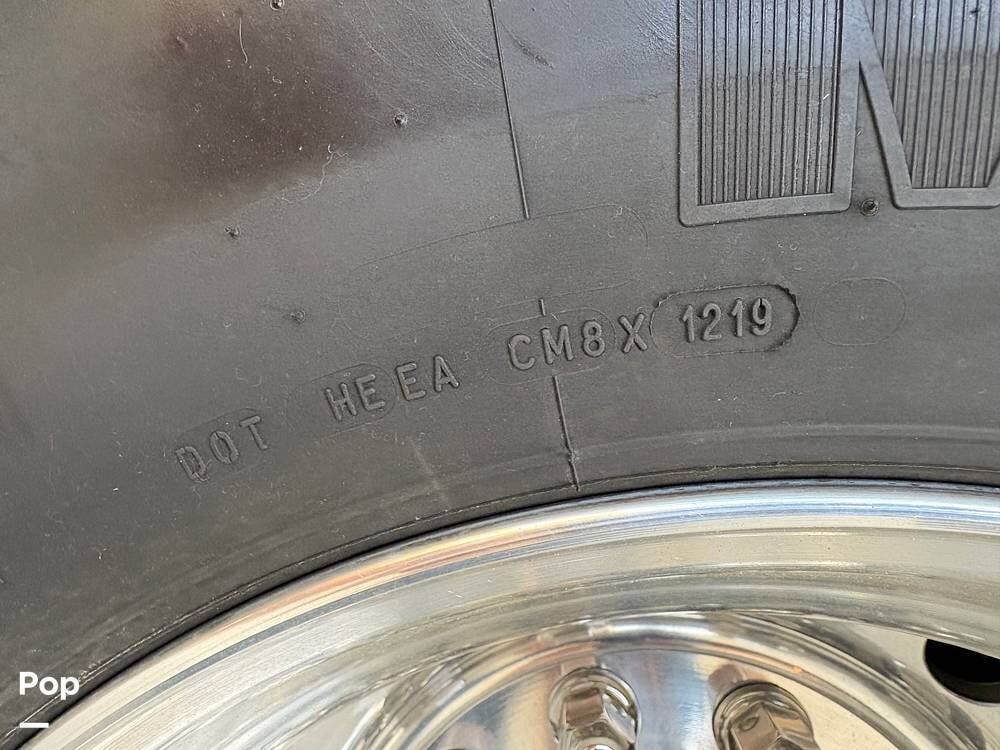 DOT HEEA CM8X 1219
Pop